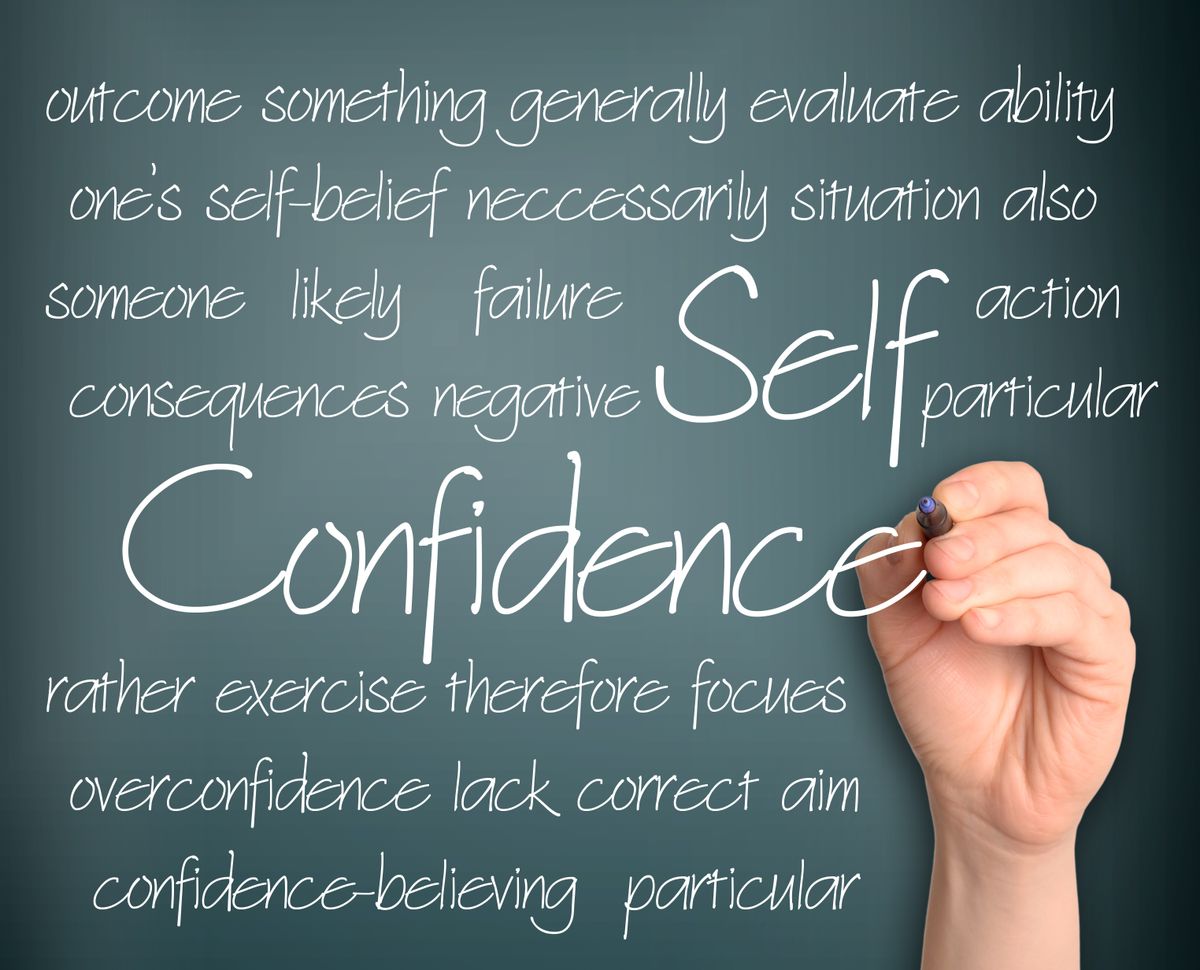 outcome something generally evaluate ability
one's self-belief neccessarily situation also
someone likely failure Self action
consequences negative particular
Confidence
rather exercise therefore focues
overconfidence lack correct aim
confidence-believing particular